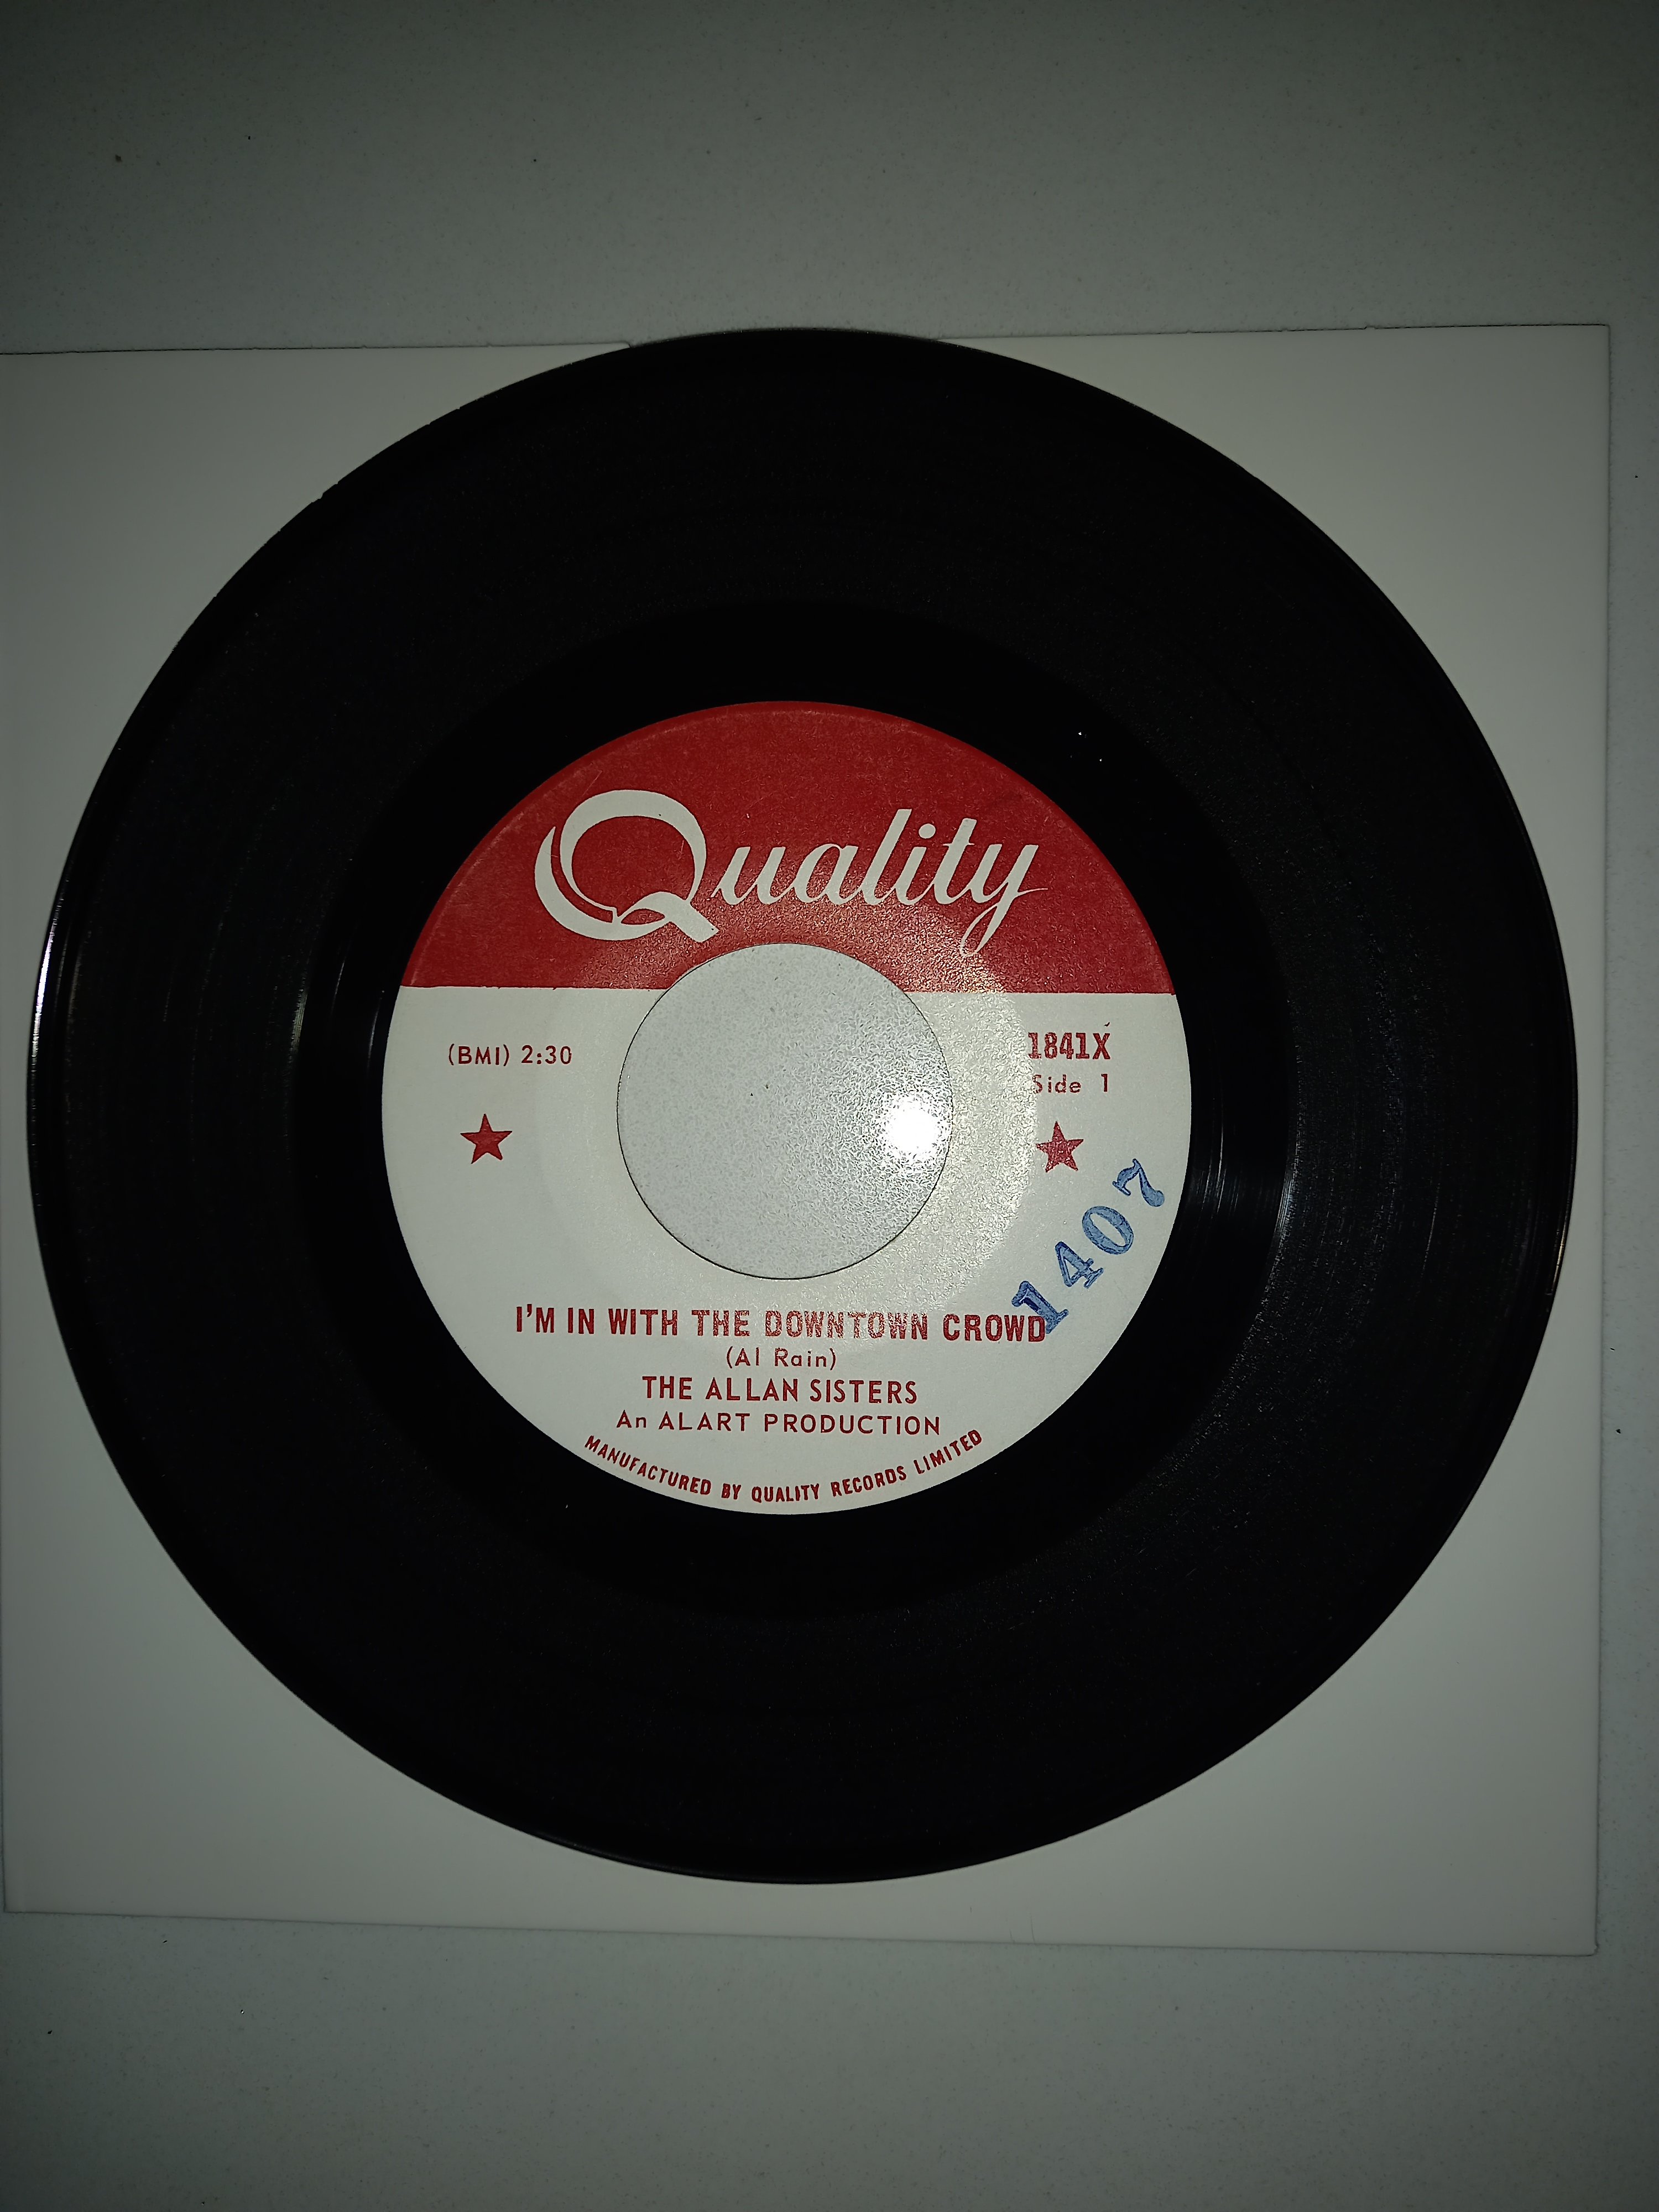 Quality
(BMI) 2:30
1841X
Side 1
1407
I'M IN WITH THE DOWNTOWN CROWD
(Al Rain)
THE ALLAN SISTERS
An ALART PRODUCTION
MANUFACTURED BY QUALITY RECORDS LIMITED